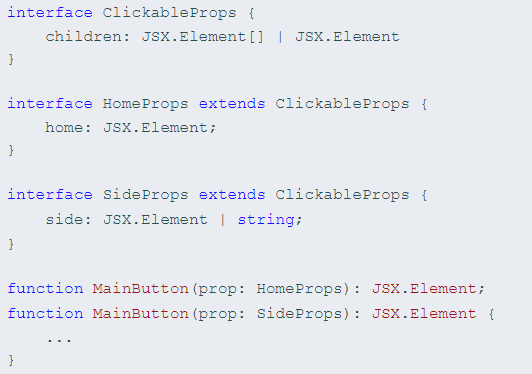 interface ClickableProps {
    children: JSX.Element[] | JSX.Element
}

interface HomeProps extends ClickableProps {
    home: JSX.Element;
}

interface SideProps extends ClickableProps {
    side: JSX.Element | string;
}

function MainButton(prop: HomeProps): JSX.Element;
function MainButton(prop: SideProps): JSX.Element {
    ...
}